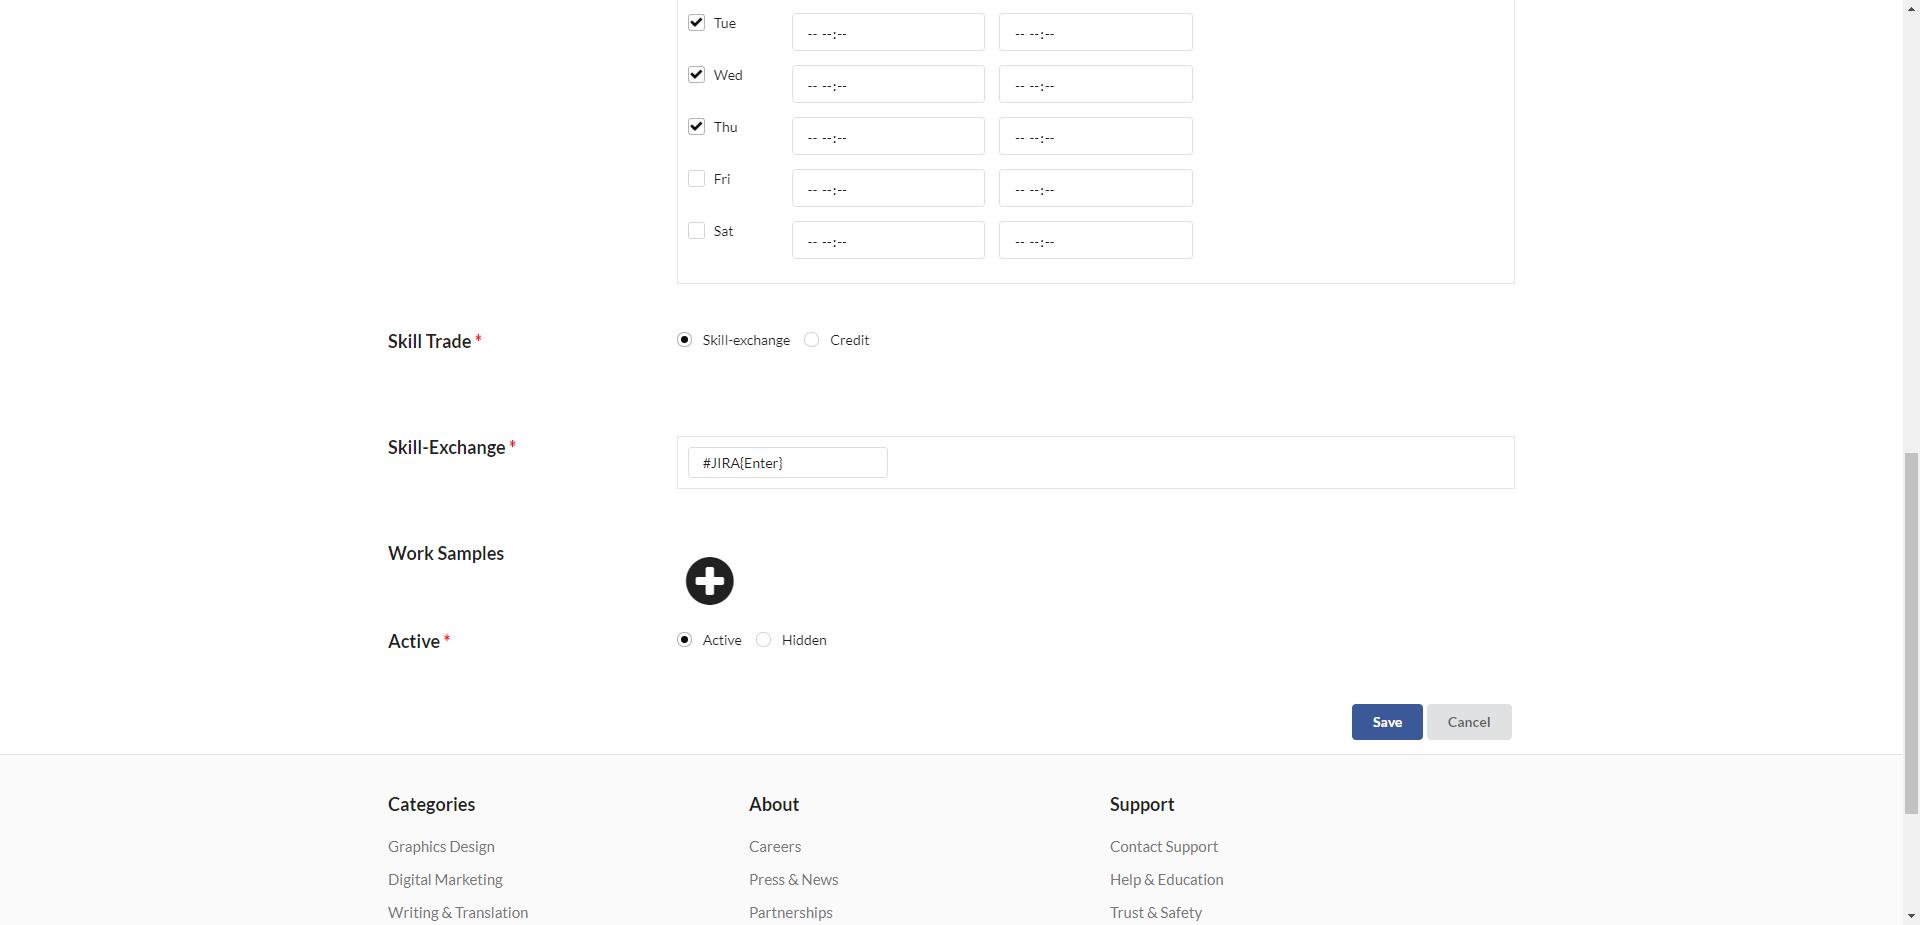 Tue -- --:-- -- --:--
Wed -- --:-- -- --:--
Thu -- --:-- -- --:--
Fri -- --:-- -- --:--
Sat -- --:-- -- --:--
Skill Trade * Skill-exchange Credit
Skill-Exchange * #JIRA{Enter}
Work Samples
Active * Active Hidden
Save Cancel
Categories About Support
Graphics Design Careers Contact Support
Digital Marketing Press & News Help & Education
Writing & Translation Partnerships Trust & Safety